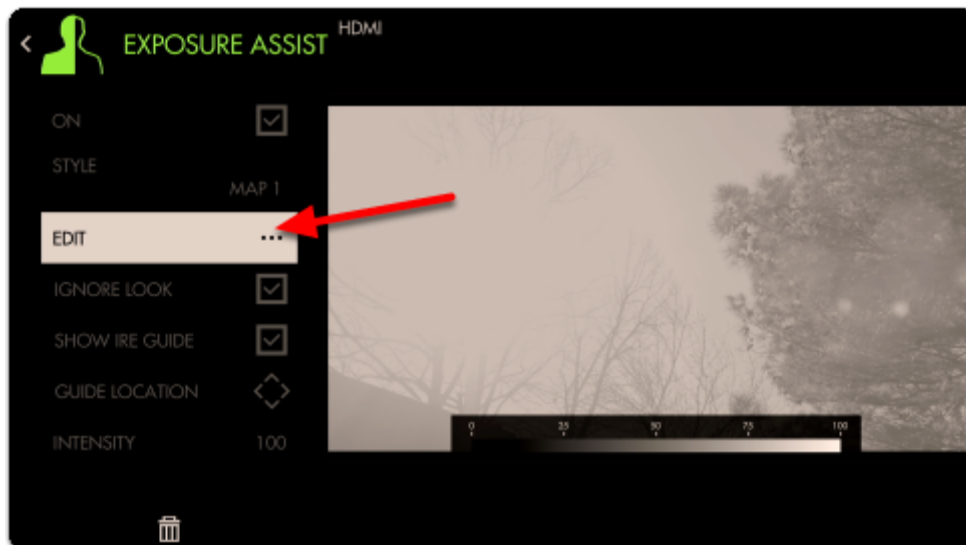 EXPOSURE ASSIST
HDMI
ON
STYLE
MAP 1
EDIT ...
IGNORE LOOK
SHOW IRE GUIDE
GUIDE LOCATION
INTENSITY 100
0 25 50 75 100